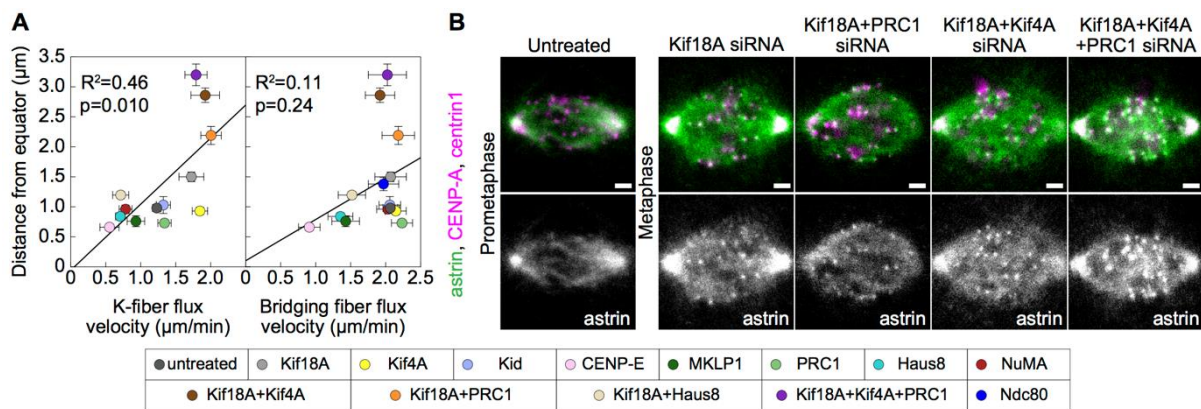 A
Distance from equator (µm)
3.5
3.0
2.5
2.0
1.5
1.0
0.5
0
R²=0.46
p=0.010
R²=0.11
p=0.24
0 0.5 1.0 1.5 2.0
0 0.5 1.0 1.5 2.0 2.5
K-fiber flux
velocity (µm/min)
Bridging fiber flux
velocity (µm/min)
B
astrin, CENP-A, centrin1
Untreated
Prometaphase
Kif18A siRNA
Kif18A+PRC1
siRNA
Kif18A+Kif4A
siRNA
Kif18A+Kif4A
+PRC1 siRNA
Metaphase
astrin
astrin
astrin
astrin
astrin
untreated Kif18A Kif4A Kid CENP-E MKLP1 PRC1 Haus8 NuMA
Kif18A+Kif4A Kif18A+PRC1 Kif18A+Haus8 Kif18A+Kif4A+PRC1 Ndc80